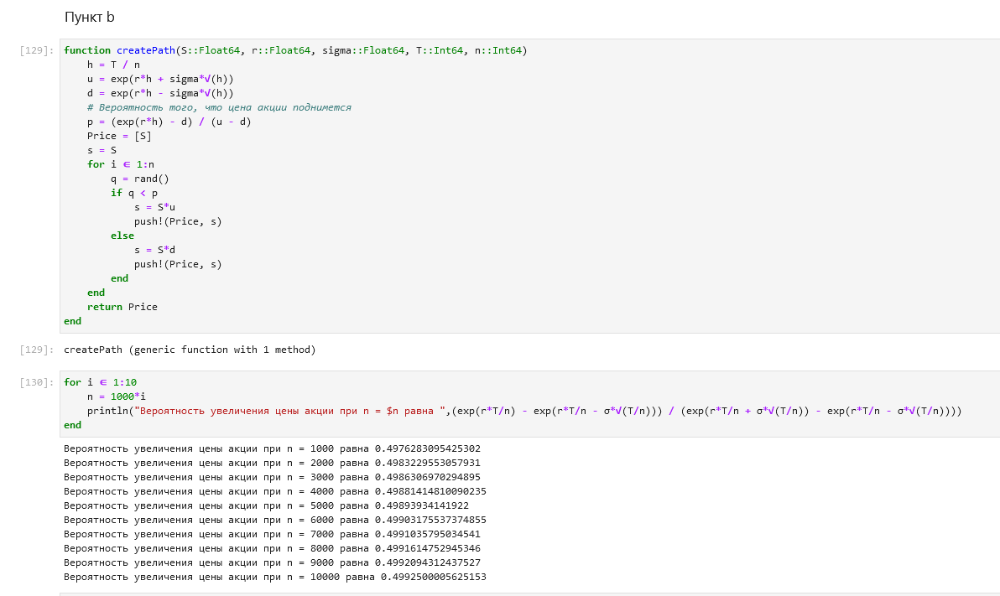 Пункт b
[129]: function createPath(S::Float64, r::Float64, sigma::Float64, T::Int64, n::Int64)
    h = T / n
    u = exp(r*h + sigma*√(h))
    d = exp(r*h - sigma*√(h))
    # Вероятность того, что цена акции поднимется
    p = (exp(r*h) - d) / (u - d)
    Price = [S]
    s = S
    for i ∈ 1:n
        q = rand()
        if q < p
            s = S*u
            push!(Price, s)
        else
            s = S*d
            push!(Price, s)
        end
    end
    return Price
end
[129]: createPath (generic function with 1 method)
[130]: for i ∈ 1:10
    n = 1000*i
    println("Вероятность увеличения цены акции при n = $n равна ",(exp(r*T/n) - exp(r*T/n - σ*√(T/n))) / (exp(r*T/n + σ*√(T/n)) - exp(r*T/n - σ*√(T/n))))
end
Вероятность увеличения цены акции при n = 1000 равна 0.4976283095425302
Вероятность увеличения цены акции при n = 2000 равна 0.4983229553057931
Вероятность увеличения цены акции при n = 3000 равна 0.4986306970294895
Вероятность увеличения цены акции при n = 4000 равна 0.49881414810090235
Вероятность увеличения цены акции при n = 5000 равна 0.49893934141922
Вероятность увеличения цены акции при n = 6000 равна 0.49903175537374855
Вероятность увеличения цены акции при n = 7000 равна 0.4991035795034541
Вероятность увеличения цены акции при n = 8000 равна 0.4991614752945346
Вероятность увеличения цены акции при n = 9000 равна 0.4992094312437527
Вероятность увеличения цены акции при n = 10000 равна 0.4992500005625153